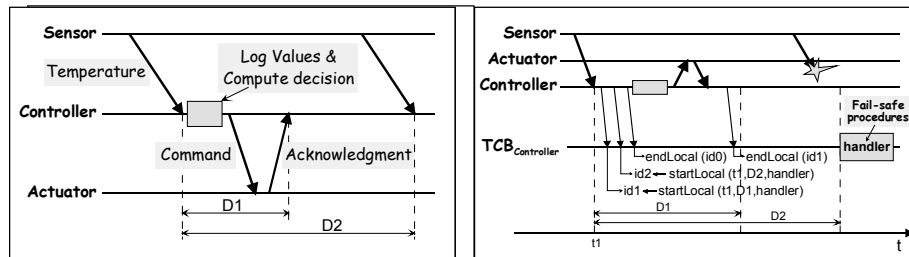 Sensor
Temperature
Log Values &
Compute decision
Controller
Command
Acknowledgment
Actuator
D1
D2
Sensor
Actuator
Controller
Fail-safe
procedures
TCBController
handler
endLocal (id0)
endLocal (id1)
id2 startLocal (t1,D2,handler)
id1 startLocal (t1,D1,handler)
D1
D2
t1
t